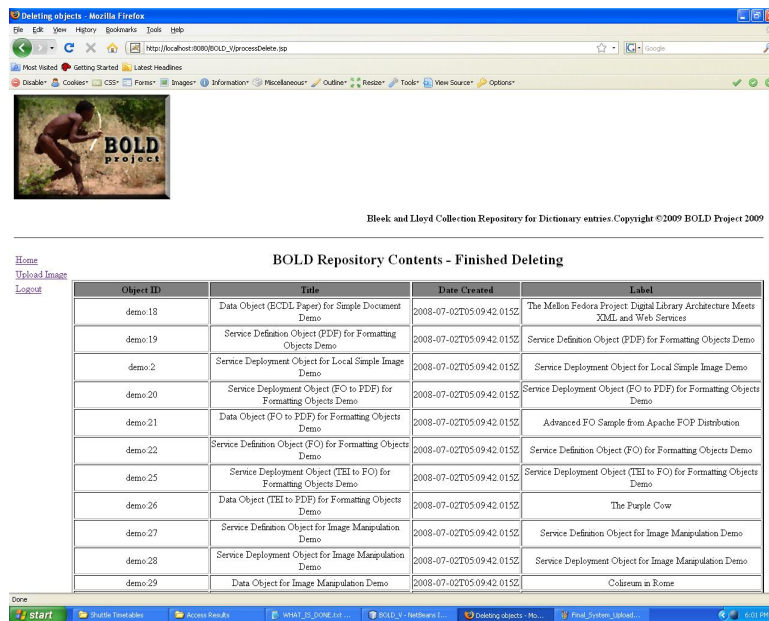 Deleting objects - Mozilla Firefox
File Edit View History Bookmarks Tools Help
http://localhost:8080/BOLD_V/processDelete.jsp
Google
Most Visited Getting Started Latest Headlines
Disable Cookies CSS Forms Images Information Miscellaneous Outline Resize Tools View Source Options
BOLD
project
Bleek and Lloyd Collection Repository for Dictionary entries.Copyright ©2009 BOLD Project 2009
Home
Upload Image
Logout
BOLD Repository Contents - Finished Deleting
Object ID Title Date Created Label
demo:18 Data Object (ECDL Paper) for Simple Document Demo 2008-07-02T05:09:42.015Z The Mellon Fedora Project: Digital Library Architecture Meets XML and Web Services
demo:19 Service Definition Object (PDF) for Formatting Objects Demo 2008-07-02T05:09:42.015Z Service Definition Object (PDF) for Formatting Objects Demo
demo:2 Service Deployment Object for Local Simple Image Demo 2008-07-02T05:09:42.015Z Service Deployment Object for Local Simple Image Demo
demo:20 Service Deployment Object (FO to PDF) for Formatting Objects Demo 2008-07-02T05:09:42.015Z Service Deployment Object (FO to PDF) for Formatting Objects Demo
demo:21 Data Object (FO to PDF) for Formatting Objects Demo 2008-07-02T05:09:42.015Z Advanced FO Sample from Apache FOP Distribution
demo:22 Service Definition Object (FO) for Formatting Objects Demo 2008-07-02T05:09:42.015Z Service Definition Object (FO) for Formatting Objects Demo
demo:25 Service Deployment Object (TEI to FO) for Formatting Objects Demo 2008-07-02T05:09:42.015Z Service Deployment Object (TEI to FO) for Formatting Objects Demo
demo:26 Data Object (TEI to PDF) for Formatting Objects Demo 2008-07-02T05:09:42.015Z The Purple Cow
demo:27 Service Definition Object for Image Manipulation Demo 2008-07-02T05:09:42.015Z Service Definition Object for Image Manipulation Demo
demo:28 Service Deployment Object for Image Manipulation Demo 2008-07-02T05:09:42.015Z Service Deployment Object for Image Manipulation Demo
demo:29 Data Object for Image Manipulation Demo 2008-07-02T05:09:42.015Z Coliseum in Rome
Done
start Shuttle Timetables Access Results WHAT_IS_DONE.txt ... BOLD_V - NetBeans I... Deleting objects - Mo... Final_System_Upload... 6:01 PM